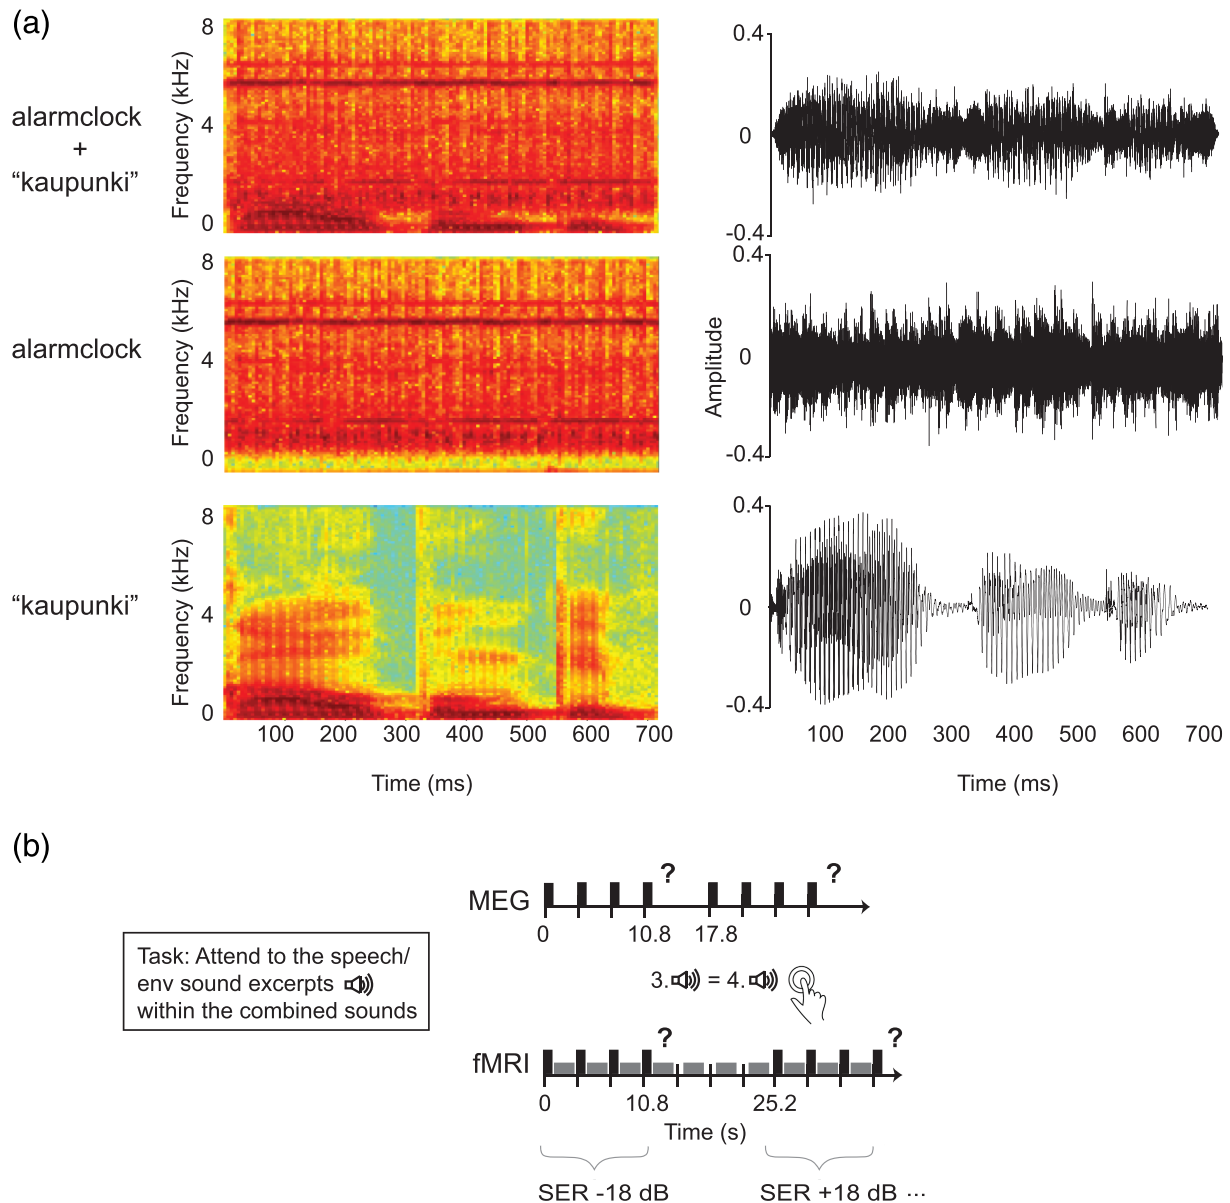 (a)
alarmclock
+
“kaupunki”
Frequency (kHz)
8
4
0
0.4
0
-0.4
alarmclock
Frequency (kHz)
8
4
0
Amplitude
0.4
0
-0.4
“kaupunki”
Frequency (kHz)
8
4
0
0.4
0
-0.4
100 200 300 400 500 600 700
Time (ms)
100 200 300 400 500 600 700
Time (ms)
(b)
MEG
? ?
0 10.8 17.8
Task: Attend to the speech/
env sound excerpts
within the combined sounds
3. = 4.
fMRI
? ?
0 10.8 25.2
Time (s)
SER -18 dB SER +18 dB ...